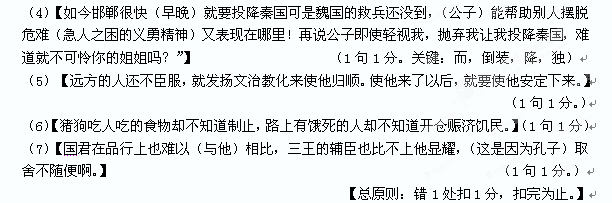 （4）【如今邯郸很快（早晚）就要投降秦国可是魏国的救兵还没到，（公子）能帮助别人摆脱
危难（急人之困的义勇精神）又表现在哪里！再说公子即使轻视我，抛弃我让我投降秦国，难
道就不可怜你的姐姐吗？”】 （1句1分。关键：而，倒装，降，独）
（5）【远方的人还不臣服，就发扬文治教化来使他归顺。使他来了以后，就要使他安定下来。】
（1句1分。）
（6）【猪狗吃人吃的食物却不知道制止，路上有饿死的人却不知道开仓赈济饥民。】（1句1分）
（7）【国君在品行上也难以（与他）相比，三王的辅臣也比不上他显耀，（这是因为孔子）取
舍不随便啊。】 （1句1分。）
【总原则：错1处扣1分，扣完为止。】